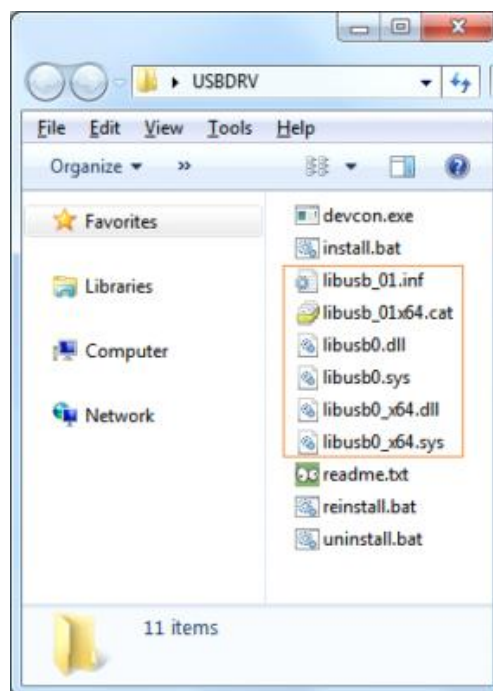 USBDRV
File Edit View Tools Help
Organize »
Favorites
Libraries
Computer
Network
devcon.exe
install.bat
libusb_01.inf
libusb_01x64.cat
libusb0.dll
libusb0.sys
libusb0_x64.dll
libusb0_x64.sys
readme.txt
reinstall.bat
uninstall.bat
11 items